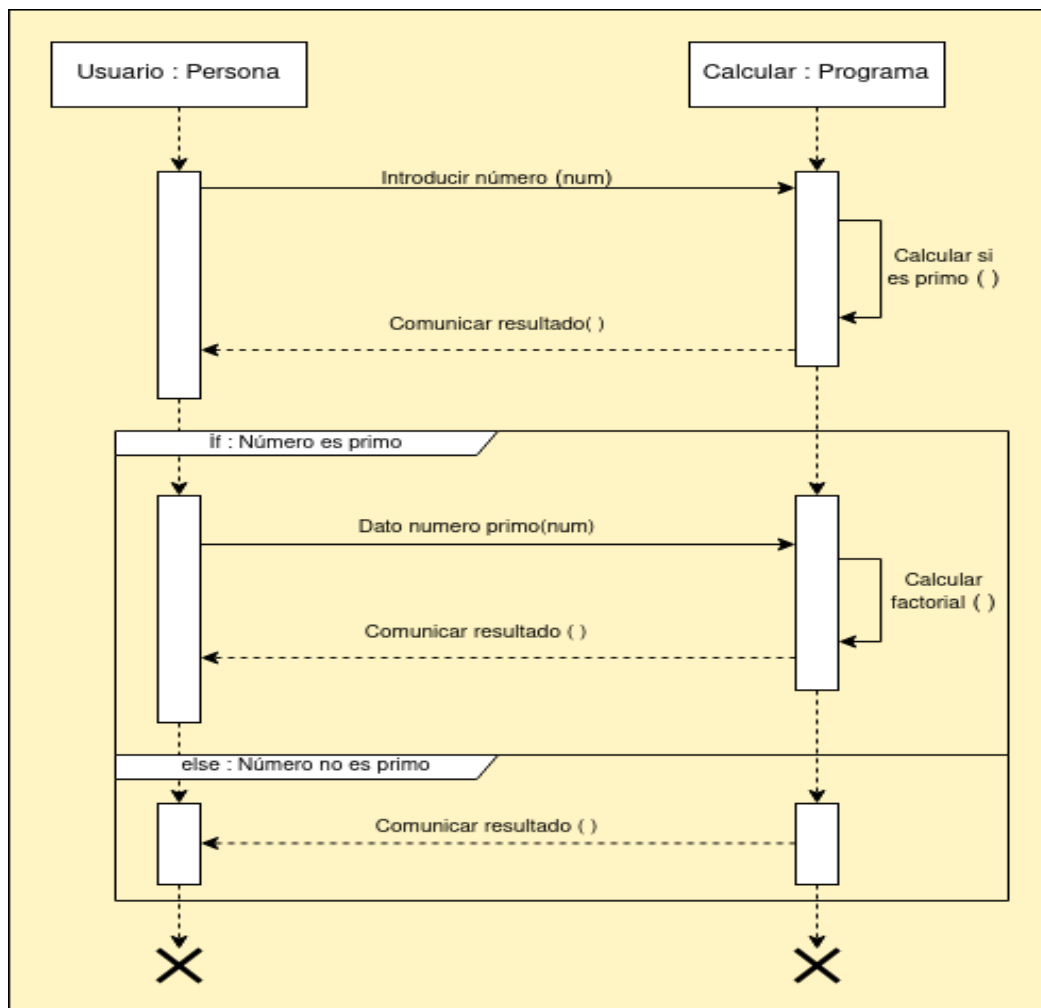 Usuario : Persona
Calcular : Programa
Introducir número (num)
Calcular si
es primo ( )
Comunicar resultado( )
if : Número es primo
Dato numero primo(num)
Calcular
factorial ( )
Comunicar resultado ( )
else : Número no es primo
Comunicar resultado ( )